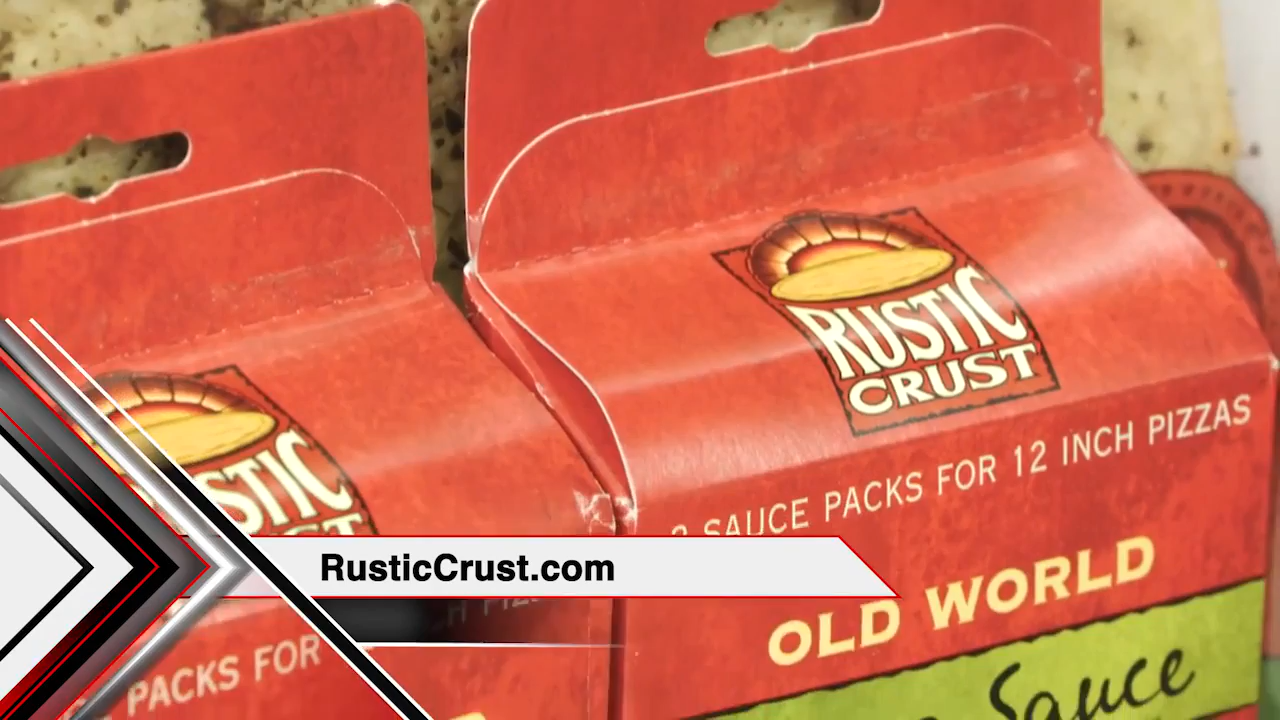 RUSTIC
CRUST
SAUCE PACKS FOR 12 INCH PIZZAS
OLD WORLD
Sauce
RusticCrust.com
PACKS FOR